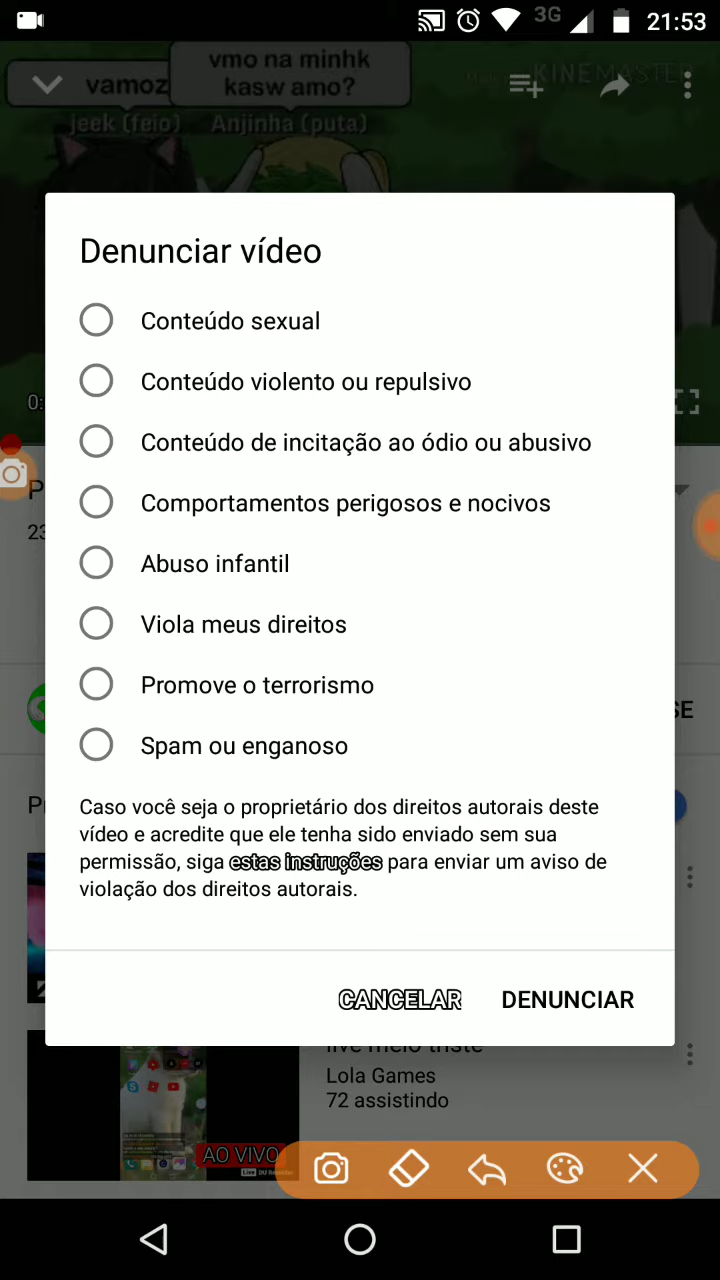 3G
21:53
vmo na minhk
kasw amo?
vamoz
KINEMASTER
jeek (feio)
Anjinha (puta)
Denunciar vídeo
Conteúdo sexual
Conteúdo violento ou repulsivo
Conteúdo de incitação ao ódio ou abusivo
0:
Comportamentos perigosos e nocivos
P
23
Abuso infantil
Viola meus direitos
Promove o terrorismo
SE
Spam ou enganoso
P
Caso você seja o proprietário dos direitos autorais deste
vídeo e acredite que ele tenha sido enviado sem sua
permissão, siga estas instruções para enviar um aviso de
violação dos direitos autorais.
CANCELAR
DENUNCIAR
live meio triste
Lola Games
72 assistindo
AO VIVO